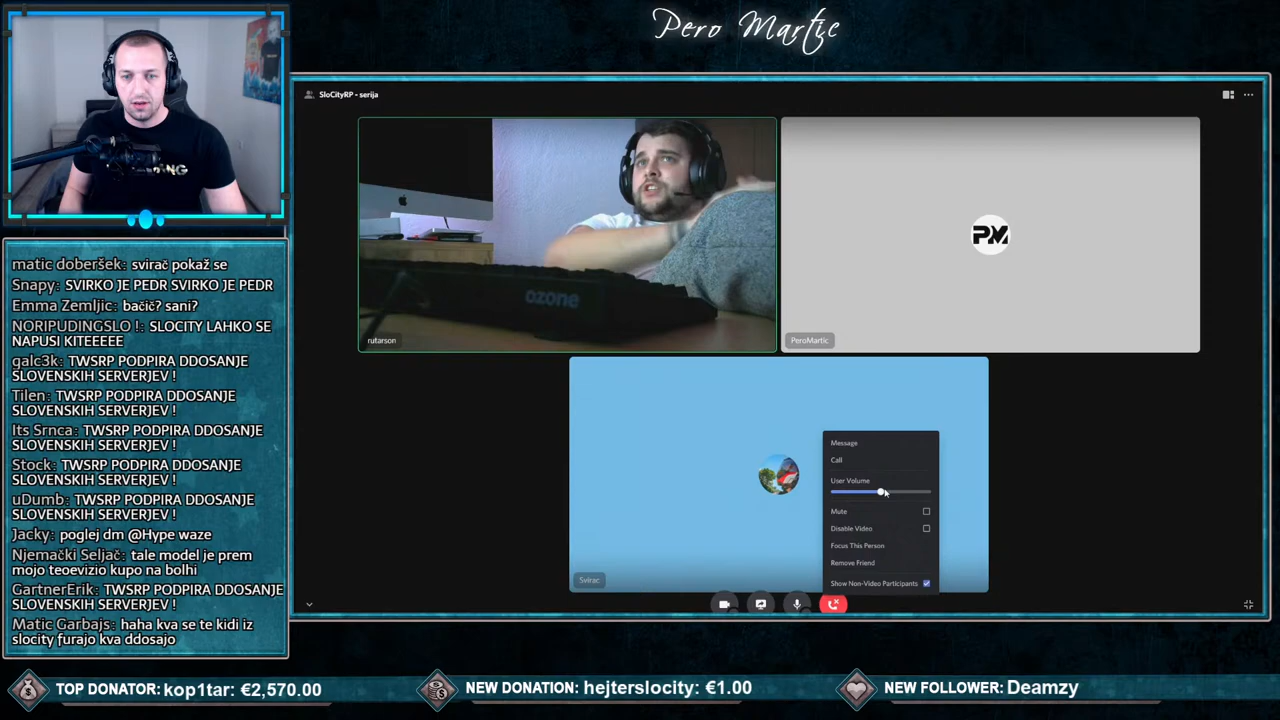 Pero Martic
SloCityRP - serija
rutarson
PM
PeroMartic
ozone
Message
Call
User Volume
Mute
Disable Video
Focus This Person
Remove Friend
Show Non-Video Participants
Svirac
matic doberšek: svirač pokaž se
Snapy: SVIRKO JE PEDR SVIRKO JE PEDR
Emma Zemljic: bačič? sani?
NORIPUDINGSLO !: SLOCITY LAHKO SE
NAPUSI KITEEEEE
galc3k: TWSRP PODPIRA DDOSANJE
SLOVENSKIH SERVERJEV !
Tilen: TWSRP PODPIRA DDOSANJE
SLOVENSKIH SERVERJEV !
Its Srnca: TWSRP PODPIRA DDOSANJE
SLOVENSKIH SERVERJEV !
Stock: TWSRP PODPIRA DDOSANJE
SLOVENSKIH SERVERJEV !
uDumb: TWSRP PODPIRA DDOSANJE
SLOVENSKIH SERVERJEV !
Jacky: poglej dm @Hype waze
Njemački Seljač: tale model je prem
mojo teoevizio kupo na bolhi
GartnerErik: TWSRP PODPIRA DDOSANJE
SLOVENSKIH SERVERJEV !
Matic Garbajs: haha kva se te kidi iz
slocity furajo kva ddosajo
TOP DONATOR: kop1tar: €2,570.00
NEW DONATION: hejterslocity: €1.00
NEW FOLLOWER: Deamzy